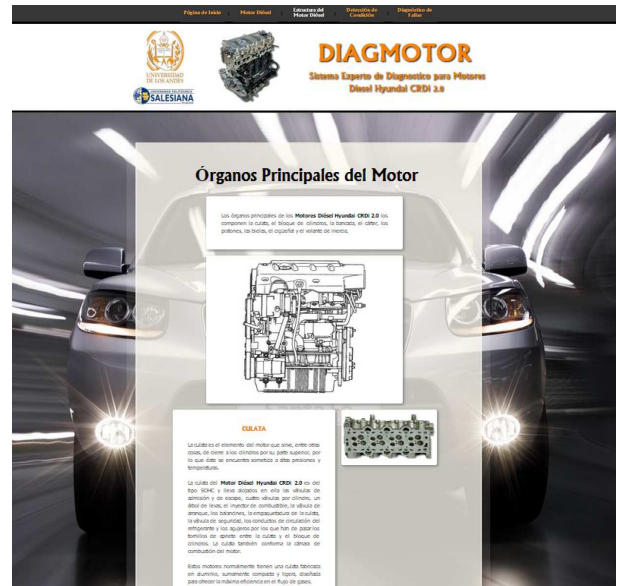 Página de Inicio
Motor Diésel
Estructura del
Motor Diésel
Detección de
Condición
Diagnóstico de
Fallas
UNIVERSIDAD
DE LOS ANDES
UNIVERSIDAD POLITÉCNICA
SALESIANA
DIAGMOTOR
Sistema Experto de Diagnostico para Motores
Diesel Hyundai CRDi 2.0
Órganos Principales del Motor
Los órganos principales de los Motores Diésel Hyundai CRDi 2.0 los
componen la culata, el bloque de cilindros, la bancada, el cárter, los
pistones, las bielas, el cigüeñal y el volante de inercia.
CULATA
La culata es el elemento del motor que sirve, entre otras
cosas, de cierre a los cilindros por su parte superior, por
lo que ésta se encuentra sometida a altas presiones y
temperaturas.
La culata del Motor Diésel Hyundai CRDi 2.0 es del
tipo SOHC y lleva alojados en ella las válvulas de
admisión y de escape, cuatro válvulas por cilindro, un
árbol de levas, el inyector de combustible, la válvula de
arranque, los balancines, la empaquetadura de la culata,
la válvula de seguridad, los conductos de circulación del
refrigerante y los agujeros por los que han de pasar los
tornillos de apriete entre la culata y el bloque de
cilindros. La culata también conforma la cámara de
combustión del motor.
Estos motores normalmente tienen una culata fabricada
en aluminio, sumamente compacta y ligera, diseñada
para ofrecer la máxima eficiencia en el flujo de gases.